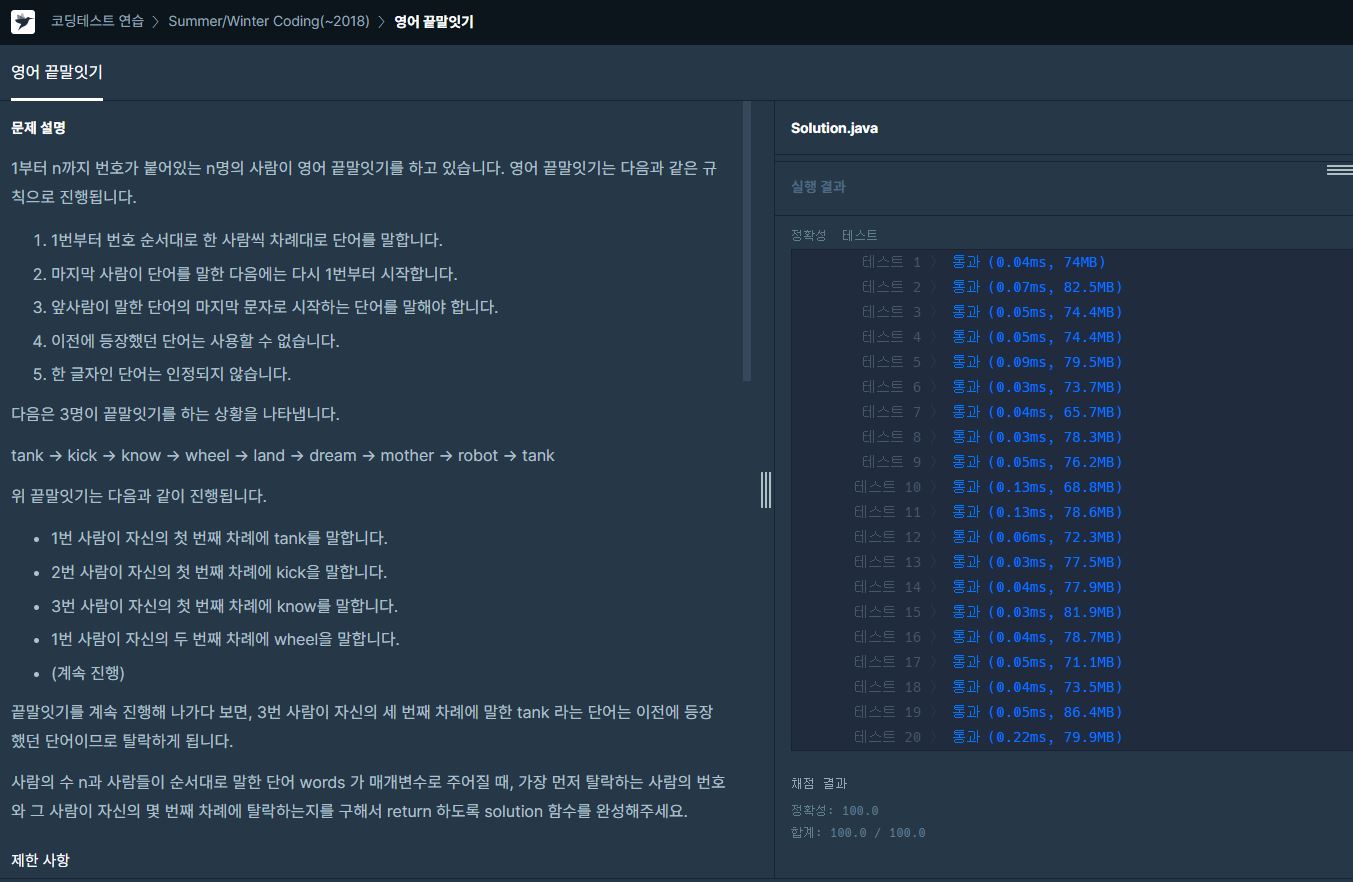 코딩테스트 연습 〉 Summer/Winter Coding(~2018) 〉 영어 끝말잇기
영어 끝말잇기
문제 설명
1부터 n까지 번호가 붙어있는 n명의 사람이 영어 끝말잇기를 하고 있습니다. 영어 끝말잇기는 다음과 같은 규
칙으로 진행됩니다.
1. 1번부터 번호 순서대로 한 사람씩 차례대로 단어를 말합니다.
2. 마지막 사람이 단어를 말한 다음에는 다시 1번부터 시작합니다.
3. 앞사람이 말한 단어의 마지막 문자로 시작하는 단어를 말해야 합니다.
4. 이전에 등장했던 단어는 사용할 수 없습니다.
5. 한 글자인 단어는 인정되지 않습니다.
다음은 3명이 끝말잇기를 하는 상황을 나타냅니다.
tank → kick → know → wheel → land → dream → mother → robot → tank
위 끝말잇기는 다음과 같이 진행됩니다.
• 1번 사람이 자신의 첫 번째 차례에 tank를 말합니다.
• 2번 사람이 자신의 첫 번째 차례에 kick을 말합니다.
• 3번 사람이 자신의 첫 번째 차례에 know를 말합니다.
• 1번 사람이 자신의 두 번째 차례에 wheel을 말합니다.
• (계속 진행)
끝말잇기를 계속 진행해 나가다 보면, 3번 사람이 자신의 세 번째 차례에 말한 tank 라는 단어는 이전에 등장
했던 단어이므로 탈락하게 됩니다.
사람의 수 n과 사람들이 순서대로 말한 단어 words 가 매개변수로 주어질 때, 가장 먼저 탈락하는 사람의 번호
와 그 사람이 자신의 몇 번째 차례에 탈락하는지를 구해서 return 하도록 solution 함수를 완성해주세요.
제한 사항
Solution.java
실행 결과
정확성 테스트
테스트 1 〉 통과 (0.04ms, 74MB)
테스트 2 〉 통과 (0.07ms, 82.5MB)
테스트 3 〉 통과 (0.05ms, 74.4MB)
테스트 4 〉 통과 (0.05ms, 74.4MB)
테스트 5 〉 통과 (0.09ms, 79.5MB)
테스트 6 〉 통과 (0.03ms, 73.7MB)
테스트 7 〉 통과 (0.04ms, 65.7MB)
테스트 8 〉 통과 (0.03ms, 78.3MB)
테스트 9 〉 통과 (0.05ms, 76.2MB)
테스트 10 〉 통과 (0.13ms, 68.8MB)
테스트 11 〉 통과 (0.13ms, 78.6MB)
테스트 12 〉 통과 (0.06ms, 72.3MB)
테스트 13 〉 통과 (0.03ms, 77.5MB)
테스트 14 〉 통과 (0.04ms, 77.9MB)
테스트 15 〉 통과 (0.03ms, 81.9MB)
테스트 16 〉 통과 (0.04ms, 78.7MB)
테스트 17 〉 통과 (0.05ms, 71.1MB)
테스트 18 〉 통과 (0.04ms, 73.5MB)
테스트 19 〉 통과 (0.05ms, 86.4MB)
테스트 20 〉 통과 (0.22ms, 79.9MB)
채점 결과
정확성: 100.0
합계: 100.0 / 100.0